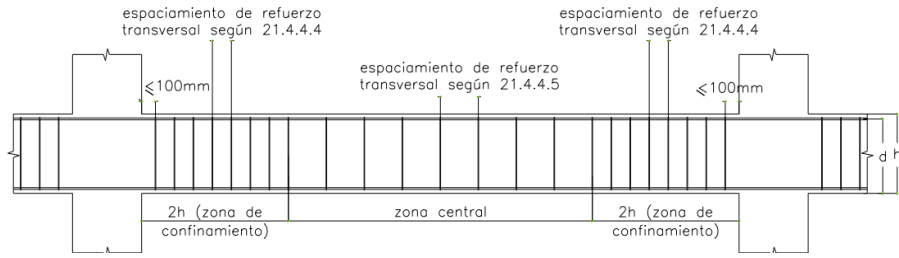 espaciamiento de refuerzo
transversal según 21.4.4.4
espaciamiento de refuerzo
transversal según 21.4.4.4
espaciamiento de refuerzo
transversal según 21.4.4.5
≤100mm
≤100mm
d
h
2h (zona de
confinamiento)
zona central
2h (zona de
confinamiento)